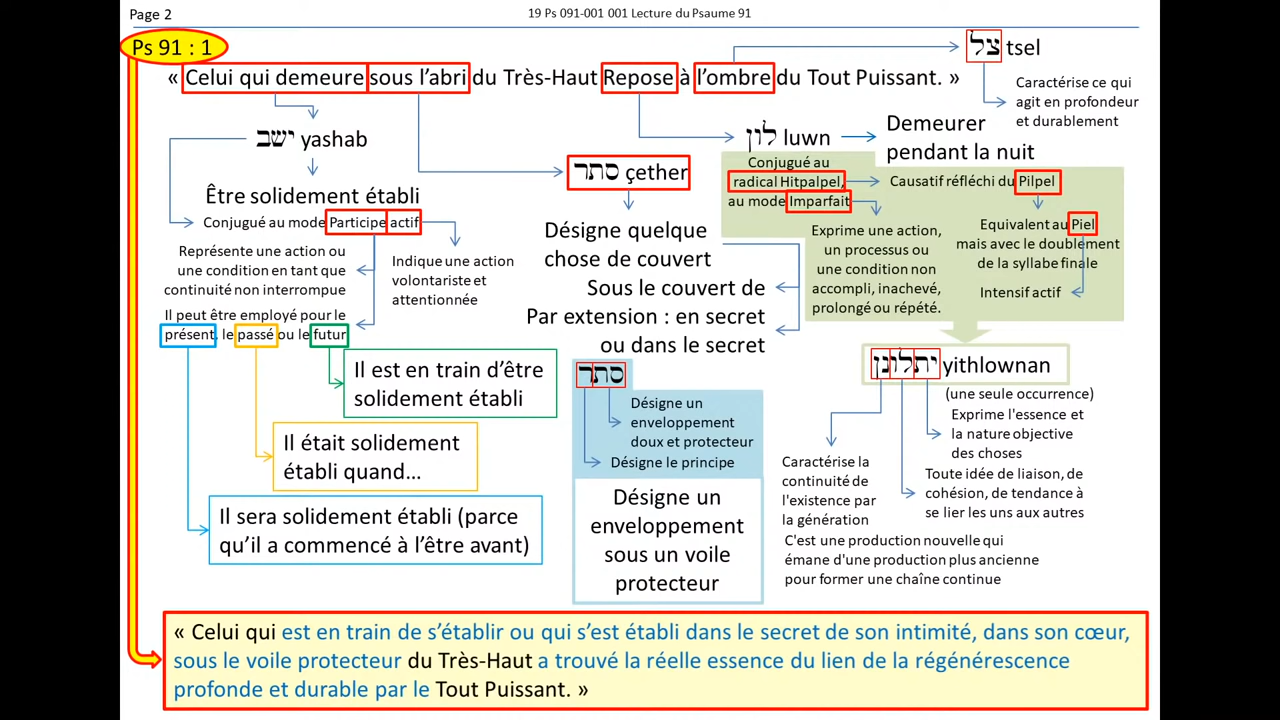 Page 2
19 Ps 091-001 001 Lecture du Psaume 91
Ps 91 : 1
צל tsel
« Celui qui demeure sous l’abri du Très-Haut Repose à l’ombre du Tout Puissant. »
Caractérise ce qui
agit en profondeur
et durablement
ישב yashab
Être solidement établi
Conjugué au mode Participe actif
Représente une action ou
une condition en tant que
continuité non interrompue
Indique une action
volontariste et
attentionnée
Il peut être employé pour le
présent, le passé ou le futur
Il est en train d’être
solidement établi
Il était solidement
établi quand…
Il sera solidement établi (parce
qu’il a commencé à l’être avant)
סתר çether
Désigne quelque
chose de couvert
Sous le couvert de
Par extension : en secret
ou dans le secret
סתר
Désigne un
enveloppement
doux et protecteur
Désigne le principe
Désigne un
enveloppement
sous un voile
protecteur
לון luwn
Demeurer
pendant la nuit
Conjugué au
radical Hitpalpel,
au mode Imparfait
Causatif réfléchi du Pilpel
Equivalent au Piel
mais avec le doublement
de la syllabe finale
Intensif actif
Exprime une action,
un processus ou
une condition non
accompli, inachevé,
prolongé ou répété.
יתלונן yithlownan
(une seule occurrence)
Exprime l'essence et
la nature objective
des choses
Toute idée de liaison, de
cohésion, de tendance à
se lier les uns aux autres
Caractérise la
continuité de
l'existence par
la génération
C'est une production nouvelle qui
émane d'une production plus ancienne
pour former une chaîne continue
« Celui qui est en train de s’établir ou qui s’est établi dans le secret de son intimité, dans son cœur,
sous le voile protecteur du Très-Haut a trouvé la réelle essence du lien de la régénérescence
profonde et durable par le Tout Puissant. »